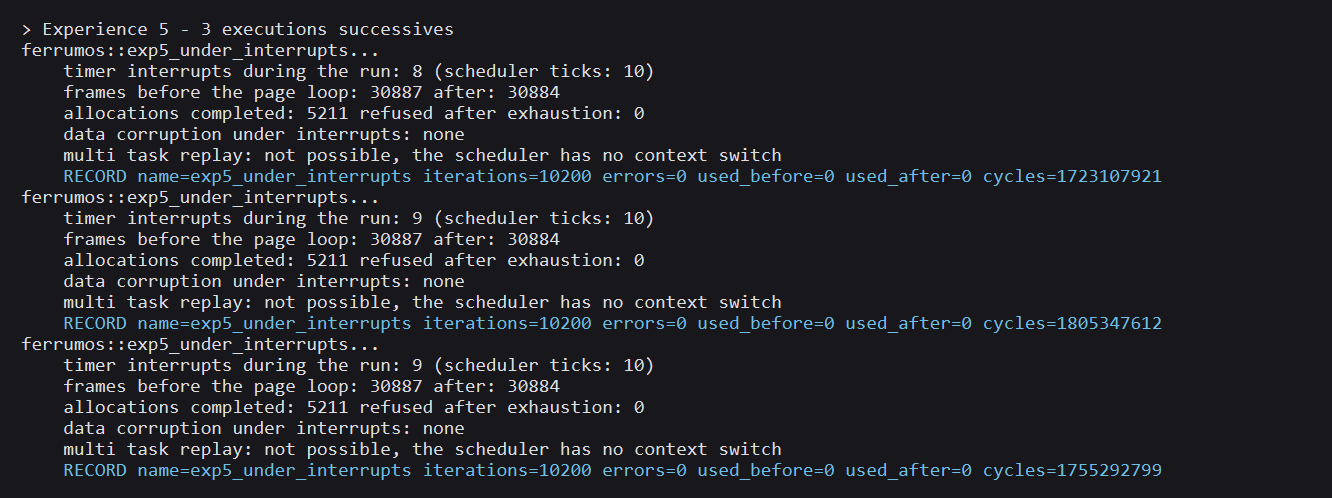 > Experience 5 - 3 executions successives
ferrumos::exp5_under_interrupts...
timer interrupts during the run: 8 (scheduler ticks: 10)
frames before the page loop: 30887 after: 30884
allocations completed: 5211 refused after exhaustion: 0
data corruption under interrupts: none
multi task replay: not possible, the scheduler has no context switch
RECORD name=exp5_under_interrupts iterations=10200 errors=0 used_before=0 used_after=0 cycles=1723107921
ferrumos::exp5_under_interrupts...
timer interrupts during the run: 9 (scheduler ticks: 10)
frames before the page loop: 30887 after: 30884
allocations completed: 5211 refused after exhaustion: 0
data corruption under interrupts: none
multi task replay: not possible, the scheduler has no context switch
RECORD name=exp5_under_interrupts iterations=10200 errors=0 used_before=0 used_after=0 cycles=1805347612
ferrumos::exp5_under_interrupts...
timer interrupts during the run: 9 (scheduler ticks: 10)
frames before the page loop: 30887 after: 30884
allocations completed: 5211 refused after exhaustion: 0
data corruption under interrupts: none
multi task replay: not possible, the scheduler has no context switch
RECORD name=exp5_under_interrupts iterations=10200 errors=0 used_before=0 used_after=0 cycles=1755292799